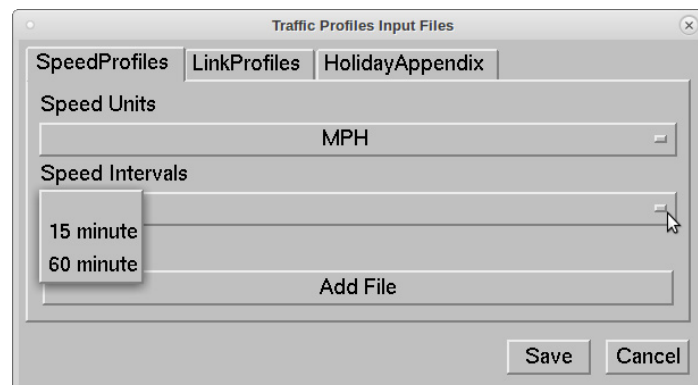 Traffic Profiles Input Files
SpeedProfiles LinkProfiles HolidayAppendix
Speed Units
MPH
Speed Intervals
15 minute
60 minute
Add File
Save Cancel